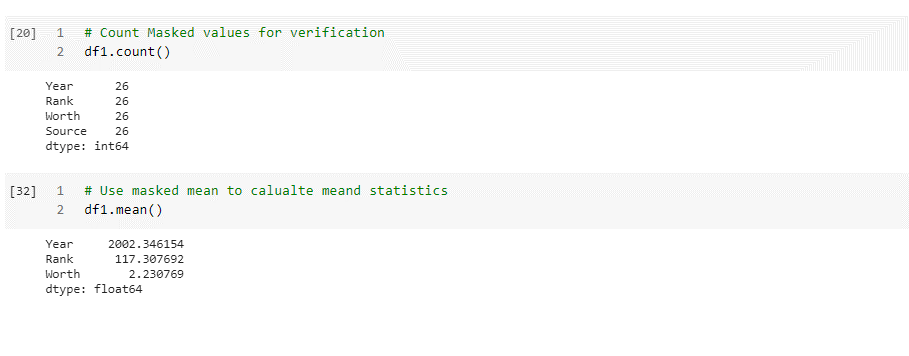 [20] 1 # Count Masked values for verification
2 df1.count()
Year 26
Rank 26
Worth 26
Source 26
dtype: int64
[32] 1 # Use masked mean to calualte meand statistics
2 df1.mean()
Year 2002.346154
Rank 117.307692
Worth 2.230769
dtype: float64